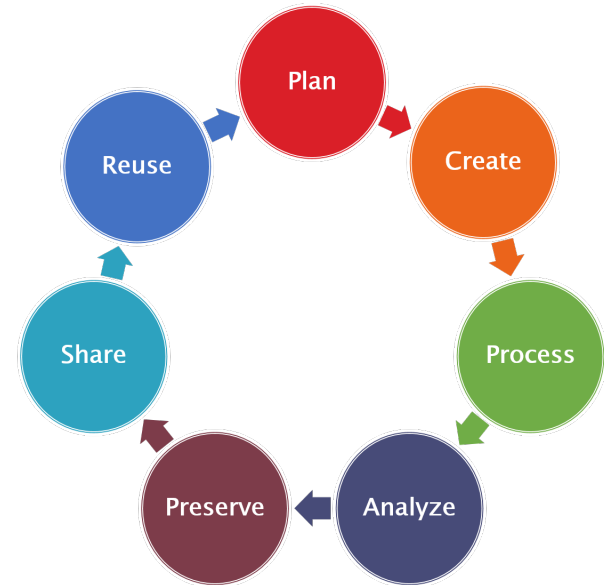 Plan
Create
Process
Analyze
Preserve
Share
Reuse